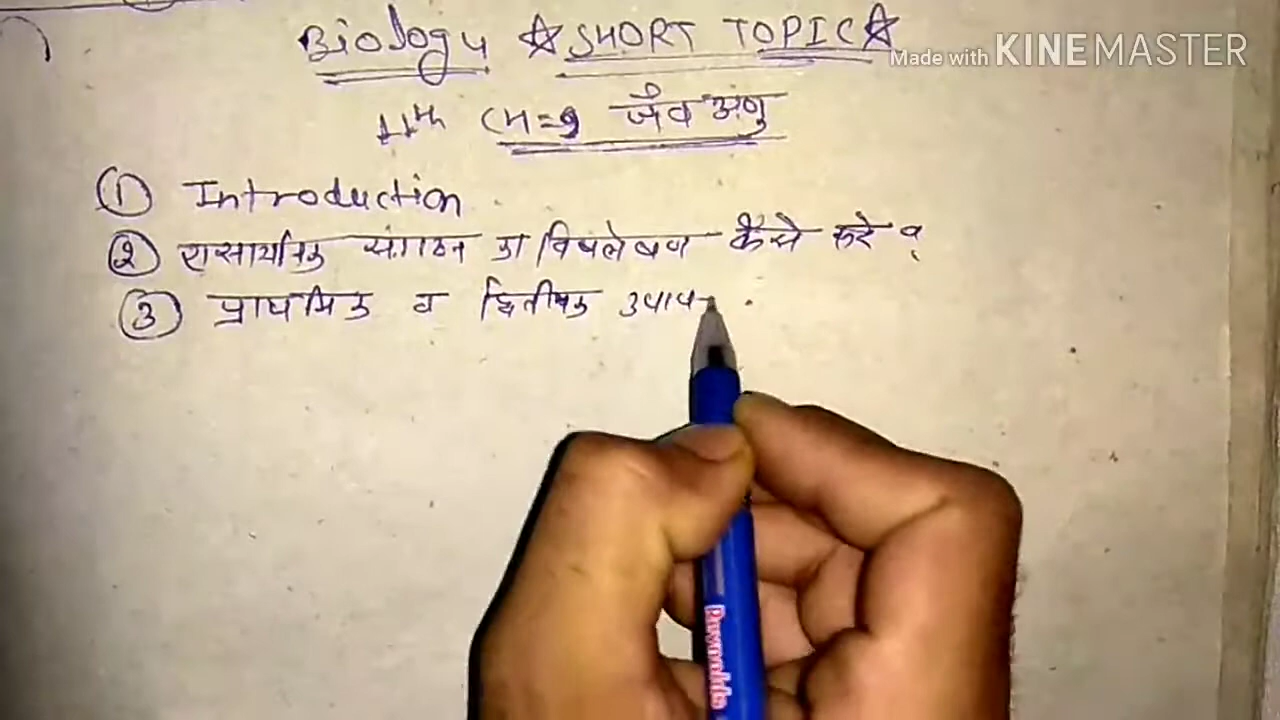 Biology ☆SHORT TOPIC☆
Made with KINEMASTER
11th CH=9 जैव अणु
① Introduction
② रासायनिक संगठन का विश्लेषण कैसे करे ?
③ प्राथमिक व द्वितीयक उपाप
Reynolds